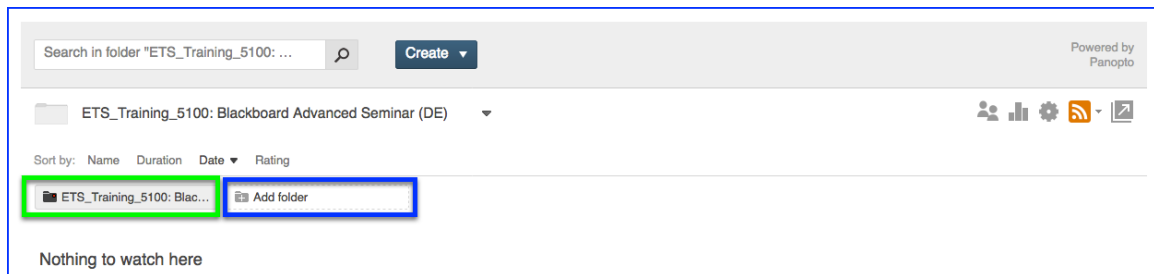 Search in folder "ETS_Training_5100: ...
Create
Powered by
Panopto
ETS_Training_5100: Blackboard Advanced Seminar (DE)
Sort by: Name Duration Date Rating
ETS_Training_5100: Blac... Add folder
Nothing to watch here